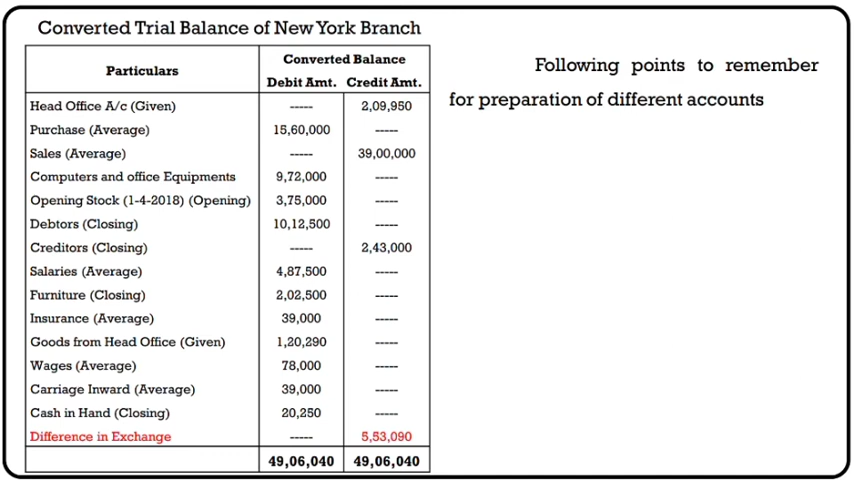 Converted Trial Balance of New York Branch
Particulars
Converted Balance
Debit Amt. Credit Amt.
Head Office A/c (Given) ----- 2,09,950
Purchase (Average) 15,60,000 -----
Sales (Average) ----- 39,00,000
Computers and office Equipments 9,72,000 -----
Opening Stock (1-4-2018) (Opening) 3,75,000 -----
Debtors (Closing) 10,12,500 -----
Creditors (Closing) ----- 2,43,000
Salaries (Average) 4,87,500 -----
Furniture (Closing) 2,02,500 -----
Insurance (Average) 39,000 -----
Goods from Head Office (Given) 1,20,290 -----
Wages (Average) 78,000 -----
Carriage Inward (Average) 39,000 -----
Cash in Hand (Closing) 20,250 -----
Difference in Exchange ----- 5,53,090
49,06,040 49,06,040
Following points to remember
for preparation of different accounts